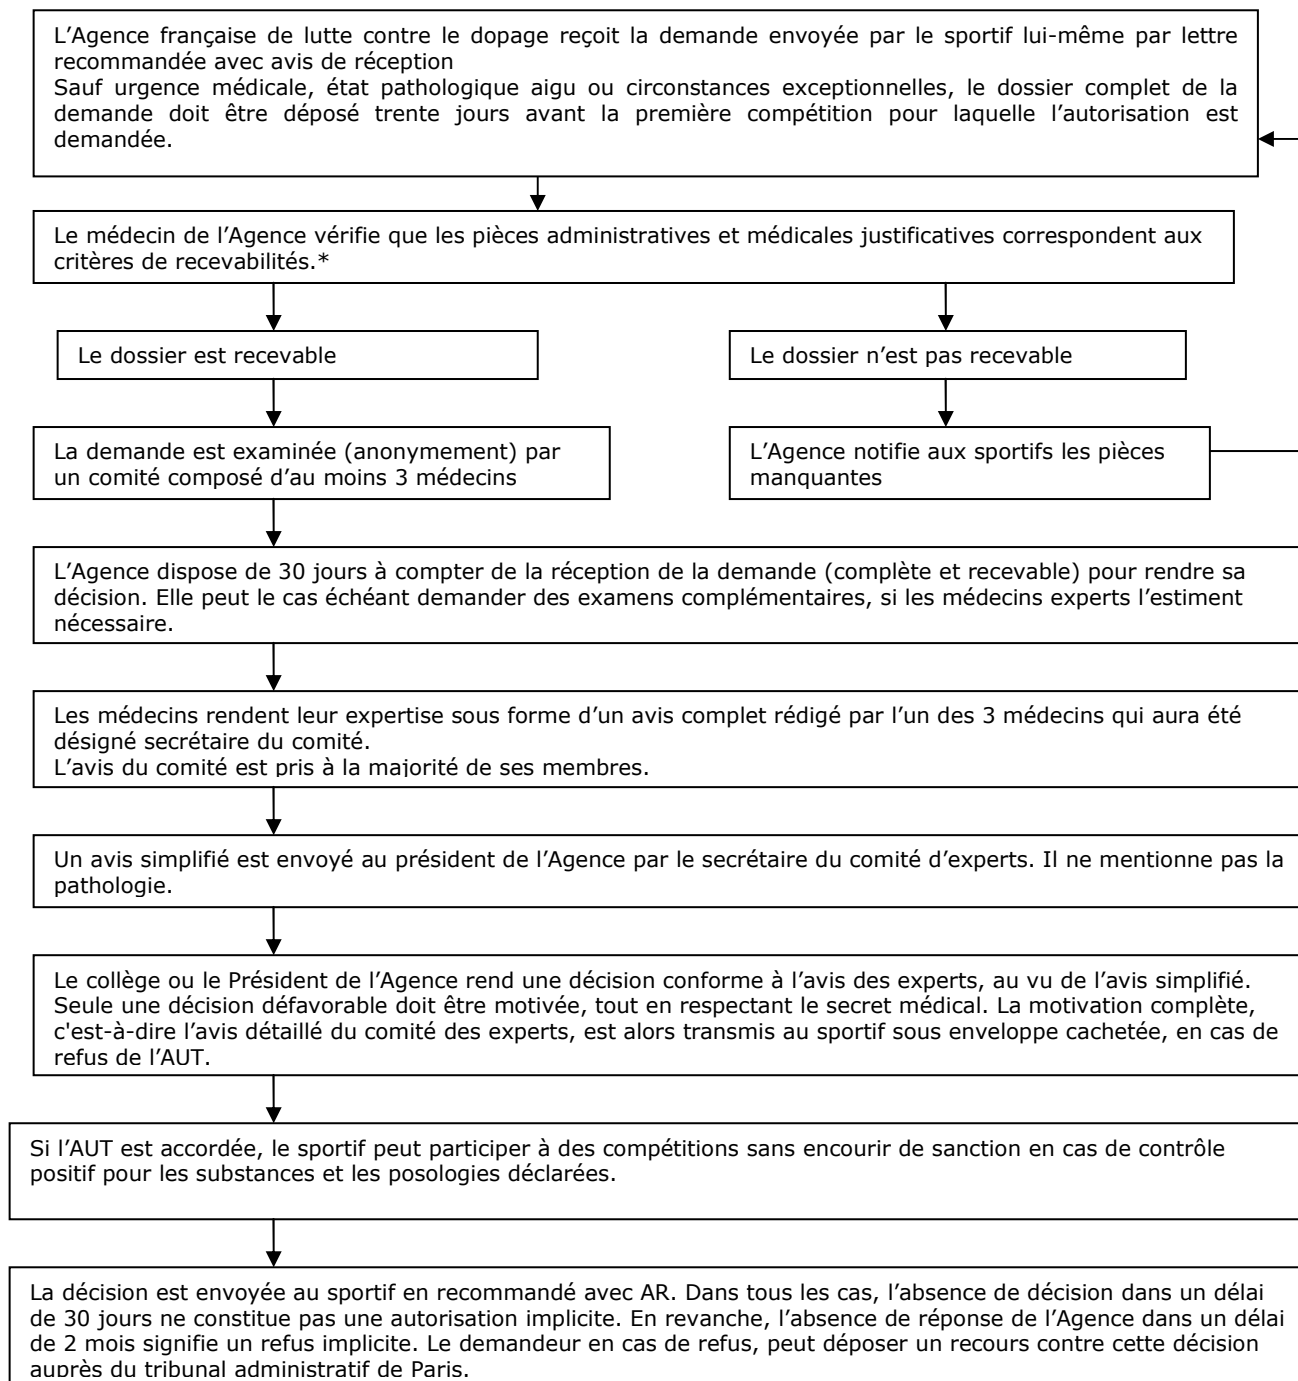 L'Agence française de lutte contre le dopage reçoit la demande envoyée par le sportif lui-même par lettre
recommandée avec avis de réception
Sauf urgence médicale, état pathologique aigu ou circonstances exceptionnelles, le dossier complet de la
demande doit être déposé trente jours avant la première compétition pour laquelle l'autorisation est
demandée.
Le médecin de l'Agence vérifie que les pièces administratives et médicales justificatives correspondent aux
critères de recevabilités.*
Le dossier est recevable
Le dossier n'est pas recevable
La demande est examinée (anonymement) par
un comité composé d'au moins 3 médecins
L'Agence notifie aux sportifs les pièces
manquantes
L'Agence dispose de 30 jours à compter de la réception de la demande (complète et recevable) pour rendre sa
décision. Elle peut le cas échéant demander des examens complémentaires, si les médecins experts l'estiment
nécessaire.
Les médecins rendent leur expertise sous forme d'un avis complet rédigé par l'un des 3 médecins qui aura été
désigné secrétaire du comité.
L'avis du comité est pris à la majorité de ses membres.
Un avis simplifié est envoyé au président de l'Agence par le secrétaire du comité d'experts. Il ne mentionne pas la
pathologie.
Le collège ou le Président de l'Agence rend une décision conforme à l'avis des experts, au vu de l'avis simplifié.
Seule une décision défavorable doit être motivée, tout en respectant le secret médical. La motivation complète,
c'est-à-dire l'avis détaillé du comité des experts, est alors transmis au sportif sous enveloppe cachetée, en cas de
refus de l'AUT.
Si l'AUT est accordée, le sportif peut participer à des compétitions sans encourir de sanction en cas de contrôle
positif pour les substances et les posologies déclarées.
La décision est envoyée au sportif en recommandé avec AR. Dans tous les cas, l'absence de décision dans un délai
de 30 jours ne constitue pas une autorisation implicite. En revanche, l'absence de réponse de l'Agence dans un délai
de 2 mois signifie un refus implicite. Le demandeur en cas de refus, peut déposer un recours contre cette décision
auprès du tribunal administratif de Paris.